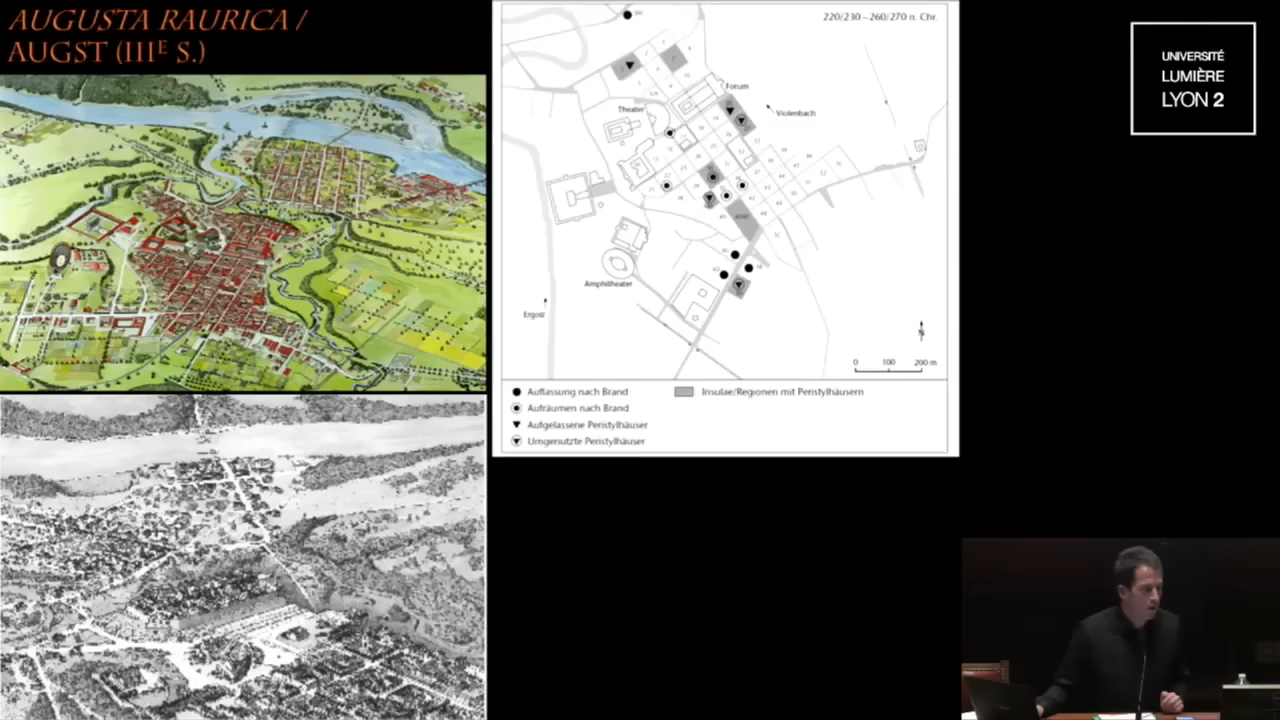 AUGUSTA RAURICA /
AUGST (IIIE S.)
220/230–260/270 n. Chr.
Forum
Theater
Violenbach
Amphitheater
Ergolz
N
0 100 200 m
Auflassung nach Brand
Insulae/Regionen mit Peristylhäusern
Aufräumen nach Brand
Aufgelassene Peristylhäuser
Umgenutzte Peristylhäuser
UNIVERSITÉ
LUMIÈRE
LYON 2